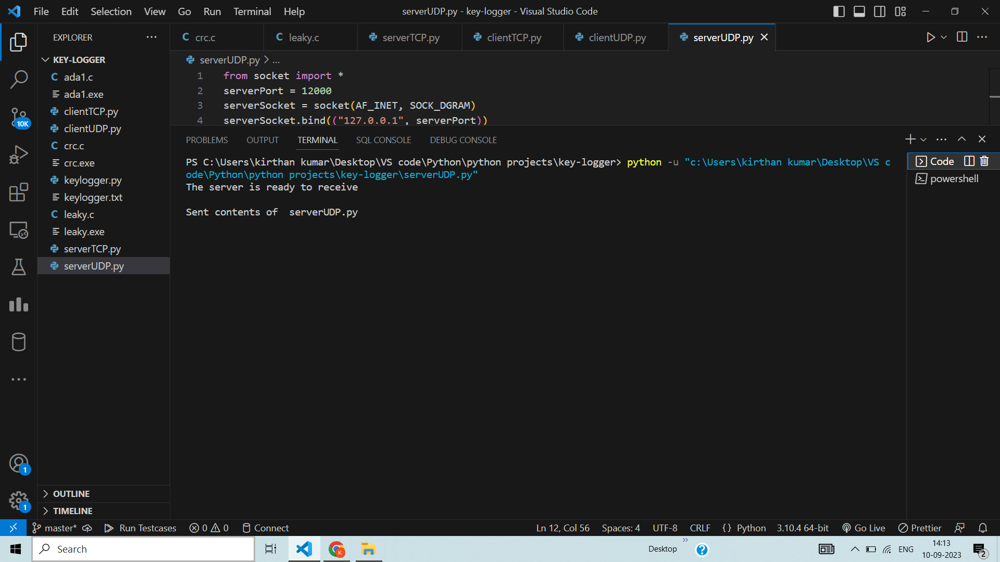 File Edit Selection View Go Run Terminal Help
serverUDP.py - key-logger - Visual Studio Code
EXPLORER
KEY-LOGGER
ada1.c
ada1.exe
clientTCP.py
clientUDP.py
crc.c
crc.exe
keylogger.py
keylogger.txt
leaky.c
leaky.exe
serverTCP.py
serverUDP.py
OUTLINE
TIMELINE
10K
1
1
C crc.c C leaky.c serverTCP.py clientTCP.py clientUDP.py serverUDP.py
serverUDP.py > ...
1 from socket import *
2 serverPort = 12000
3 serverSocket = socket(AF_INET, SOCK_DGRAM)
4 serverSocket.bind(("127.0.0.1", serverPort))
PROBLEMS OUTPUT TERMINAL SQL CONSOLE DEBUG CONSOLE
PS C:\Users\kirthan kumar\Desktop\VS code\Python\python projects\key-logger> python -u "c:\Users\kirthan kumar\Desktop\VS c
ode\Python\python projects\key-logger\serverUDP.py"
The server is ready to receive
Sent contents of  serverUDP.py
Code
powershell
master* Run Testcases 0 0 Connect Ln 12, Col 56 Spaces: 4 UTF-8 CRLF {} Python 3.10.4 64-bit Go Live Prettier
Search Desktop ENG
14:13
10-09-2023
2